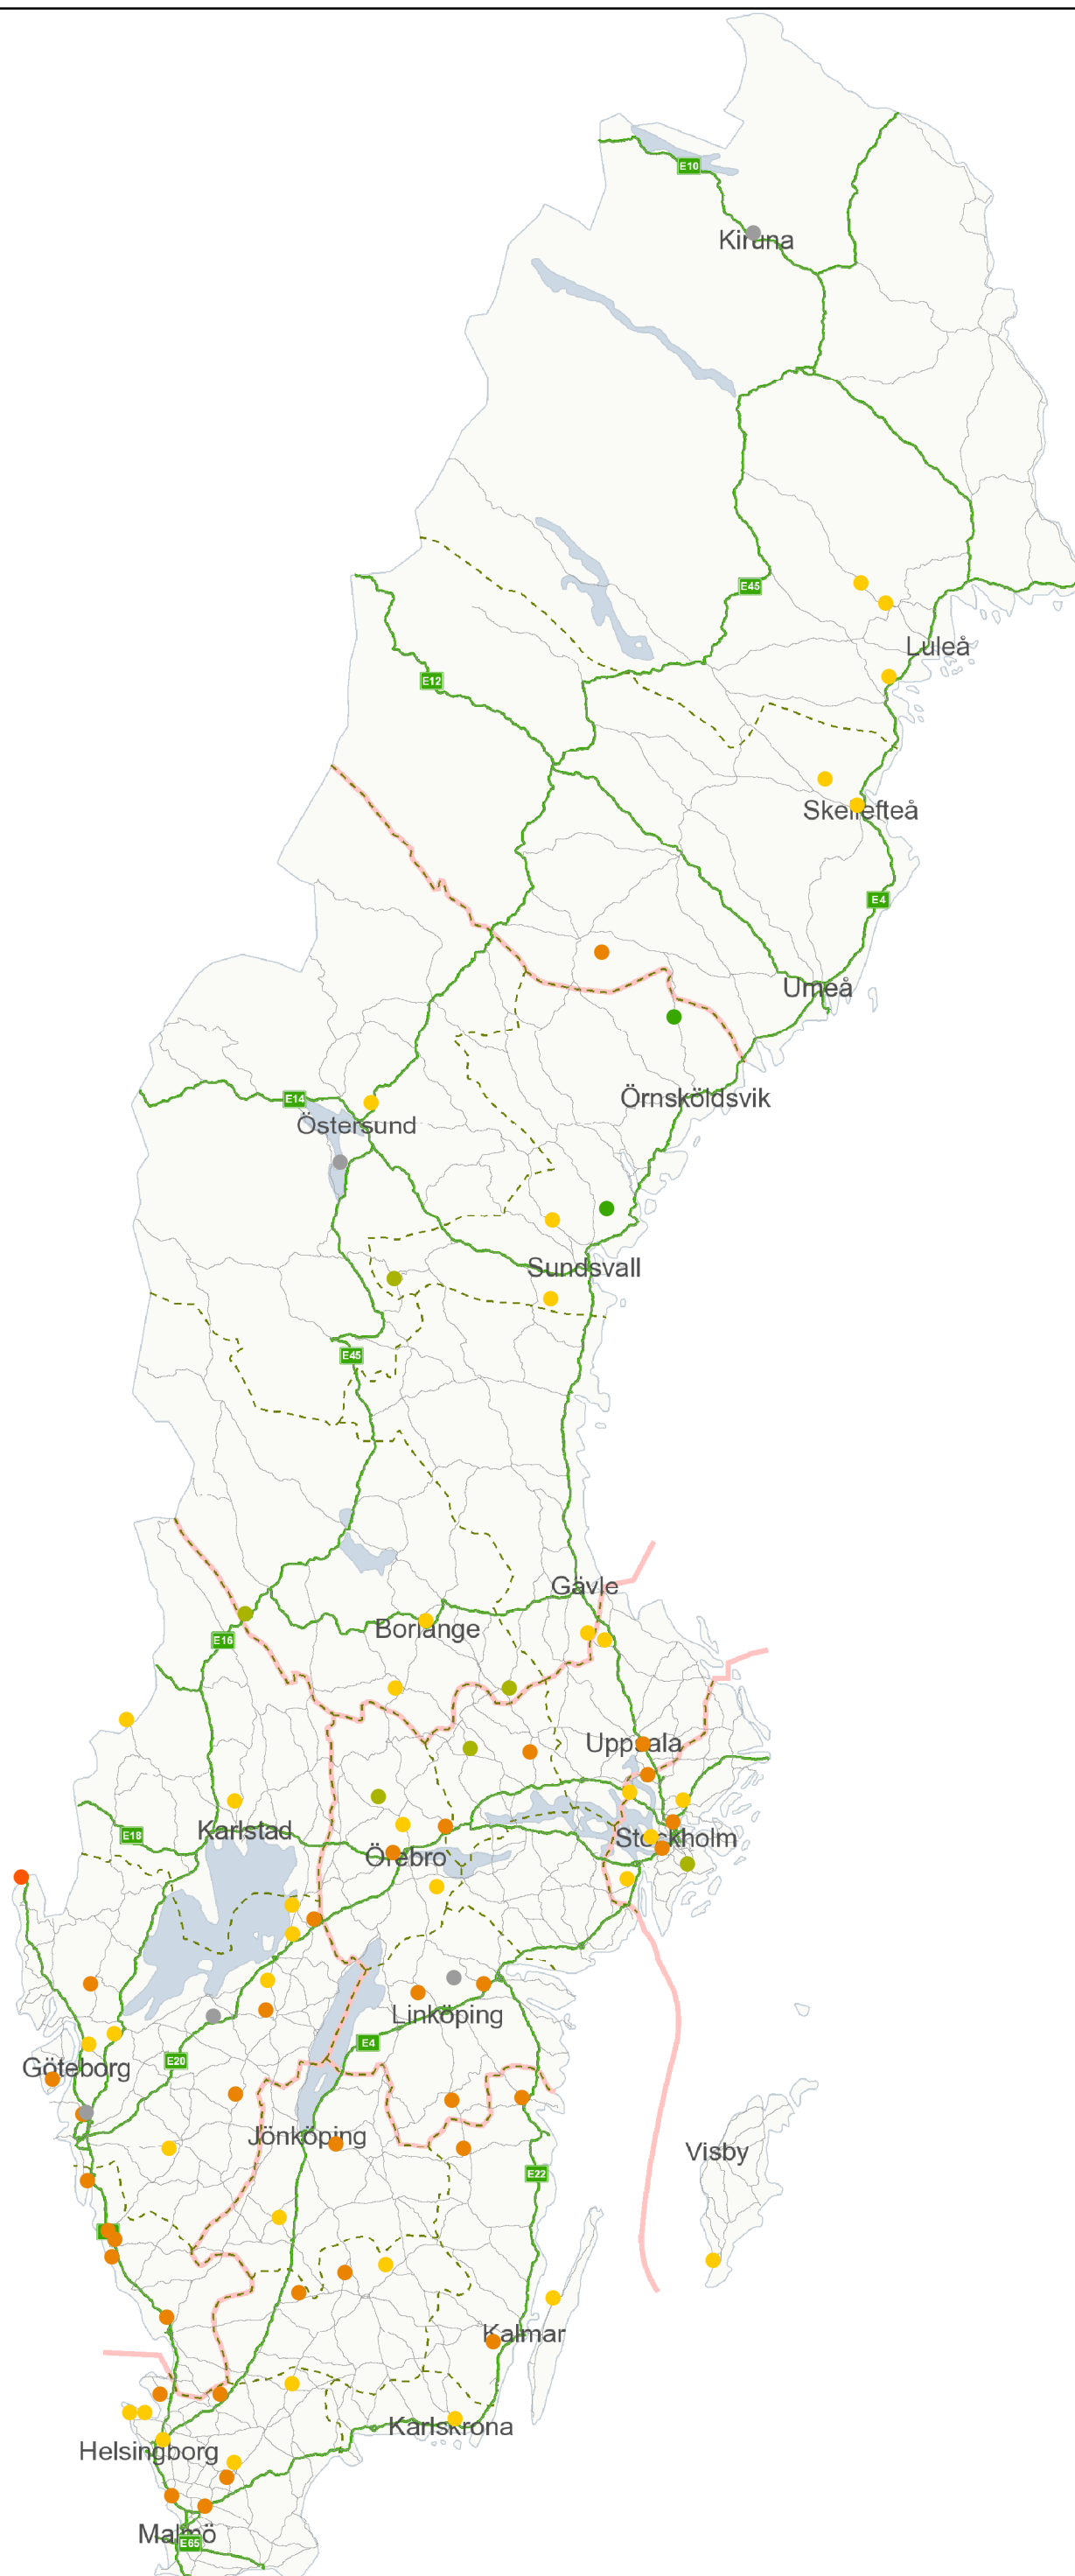 E10
Kiruna
E45
Luleå
E12
Skellefteå
E4
Umeå
Örnsköldsvik
E14
Östersund
Sundsvall
E45
Gävle
Borlänge
E16
Uppsala
Karlstad
E18
Stockholm
Örebro
Linköping
E4
E20
Göteborg
Jönköping
Visby
E22
Kalmar
Karlskrona
Helsingborg
Malmö
E65